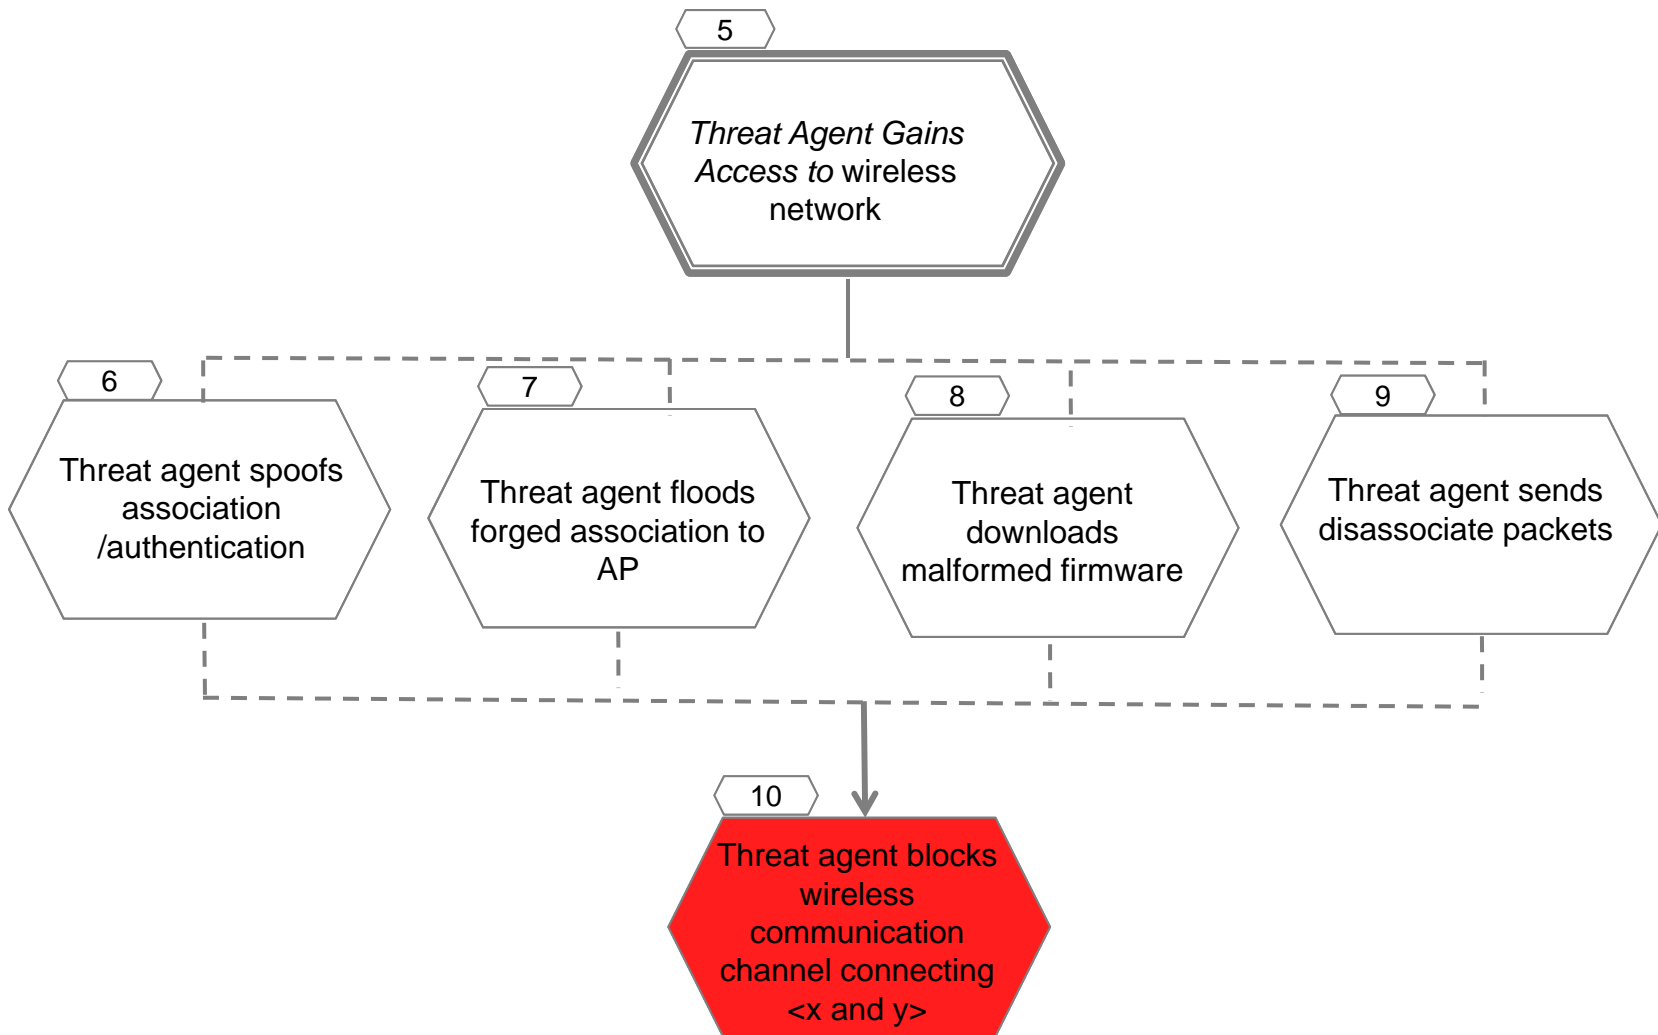 5
Threat Agent Gains
Access to wireless
network
6
Threat agent spoofs
association
/authentication
7
Threat agent floods
forged association to
AP
8
Threat agent
downloads
malformed firmware
9
Threat agent sends
disassociate packets
10
Threat agent blocks
wireless
communication
channel connecting
<x and y>